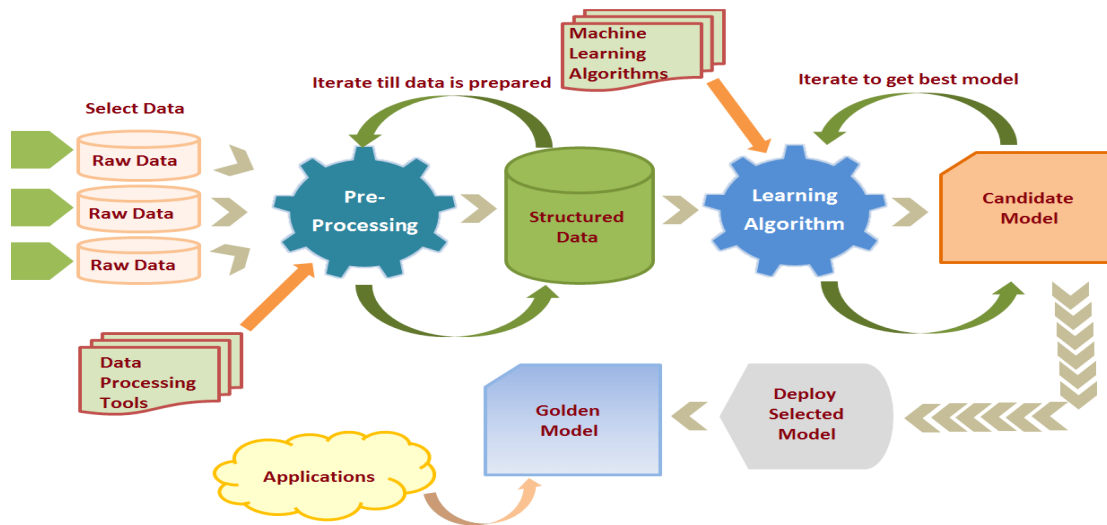 Machine
Learning
Algorithms
Iterate till data is prepared
Iterate to get best model
Select Data
Raw Data
Raw Data
Raw Data
Pre-
Processing
Structured
Data
Learning
Algorithm
Candidate
Model
Data
Processing
Tools
Golden
Model
Deploy
Selected
Model
Applications